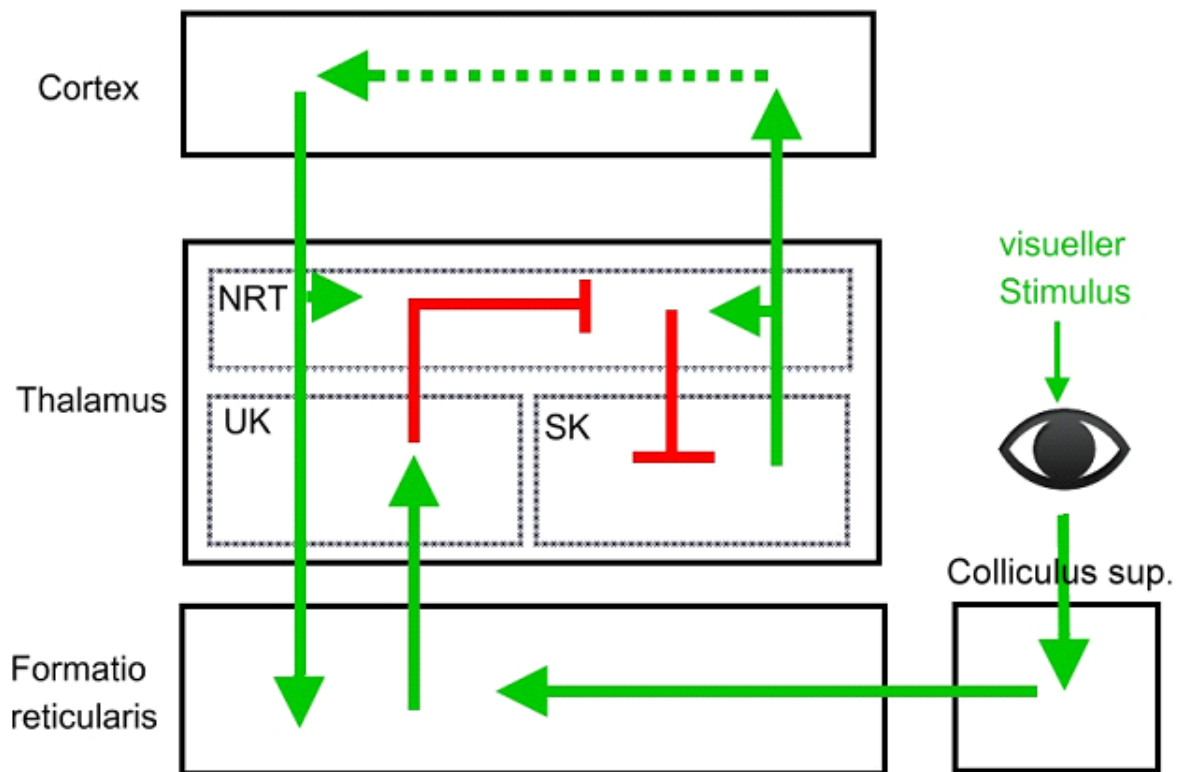 Cortex
visueller
Stimulus
NRT
Thalamus
UK
SK
Colliculus sup.
Formatio
reticularis